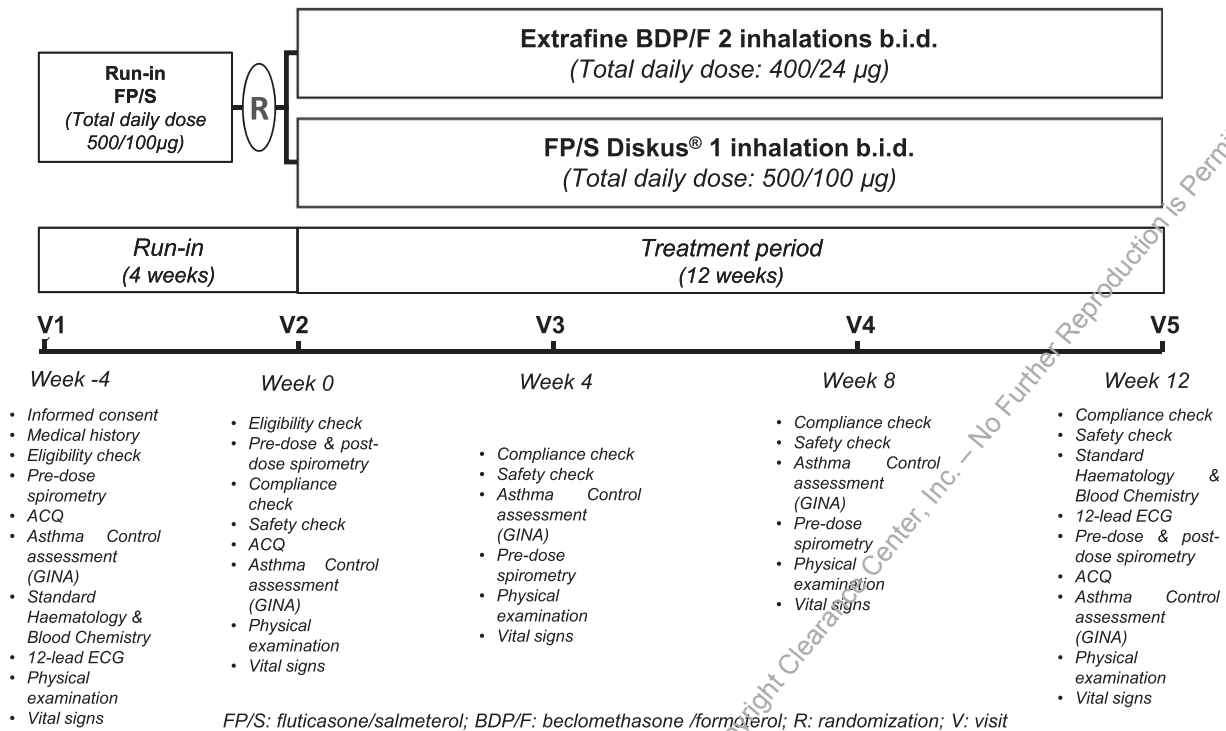 Extrafine BDP/F 2 inhalations b.i.d.
(Total daily dose: 400/24 µg)
Run-in
FP/S
(Total daily dose
500/100µg)
R
FP/S Diskus® 1 inhalation b.i.d.
(Total daily dose: 500/100 µg)
Run-in
(4 weeks)
Treatment period
(12 weeks)
V1
V2
V3
V4
V5
Week -4
Week 0
Week 4
Week 8
Week 12
• Informed consent
• Medical history
• Eligibility check
• Pre-dose
spirometry
• ACQ
• Asthma Control
assessment
(GINA)
• Standard
Haematology &
Blood Chemistry
• 12-lead ECG
• Physical
examination
• Vital signs
• Eligibility check
• Pre-dose & post-
dose spirometry
• Compliance
check
• Safety check
• ACQ
• Asthma Control
assessment
(GINA)
• Physical
examination
• Vital signs
• Compliance check
• Safety check
• Asthma Control
assessment
(GINA)
• Pre-dose
spirometry
• Physical
examination
• Vital signs
• Compliance check
• Safety check
• Asthma Control
assessment
(GINA)
• Pre-dose
spirometry
• Physical
examination
• Vital signs
• Compliance check
• Safety check
• Standard
Haematology &
Blood Chemistry
• 12-lead ECG
• Pre-dose & post-
dose spirometry
• ACQ
• Asthma Control
assessment
(GINA)
• Physical
examination
• Vital signs
FP/S: fluticasone/salmeterol; BDP/F: beclomethasone /formoterol; R: randomization; V: visit
Clearance Center, Inc. – No Further Reproduction is